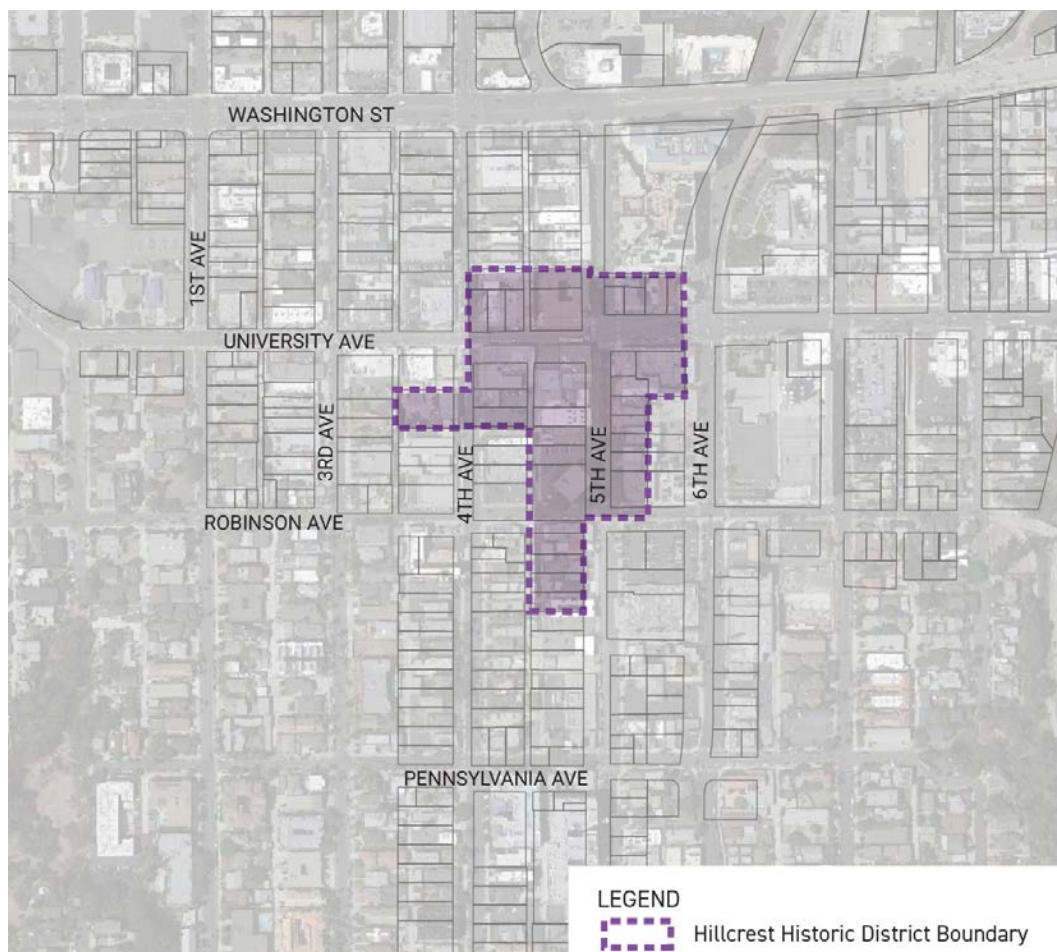 WASHINGTON ST
1ST AVE
UNIVERSITY AVE
3RD AVE
4TH AVE
5TH AVE
6TH AVE
ROBINSON AVE
PENNSYLVANIA AVE
LEGEND
Hillcrest Historic District Boundary